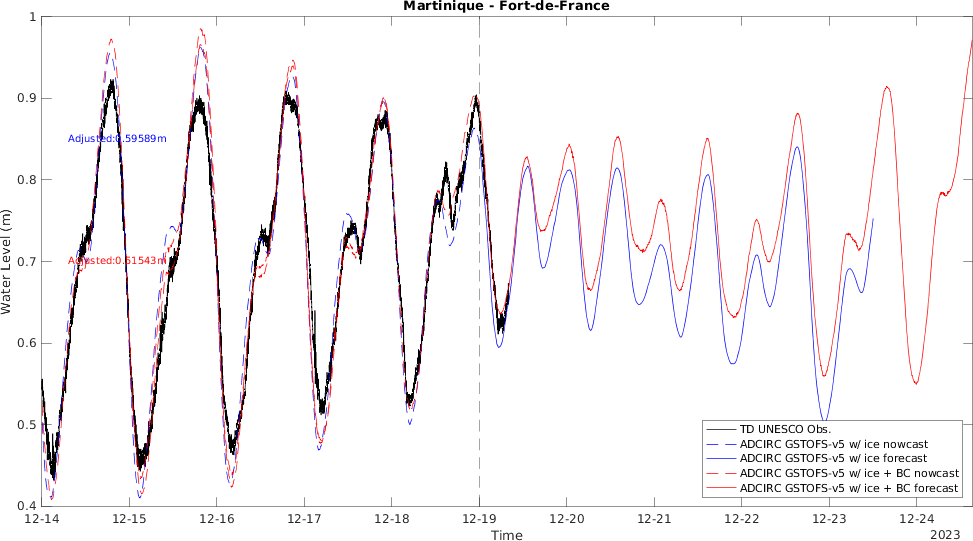 Martinique - Fort-de-France
Water Level (m)
1
0.9
0.8
0.7
0.6
0.5
0.4
Adjusted:0.59589m
Adjusted:0.61543m
TD UNESCO Obs.
ADCIRC GSTOFS-v5 w/ ice nowcast
ADCIRC GSTOFS-v5 w/ ice forecast
ADCIRC GSTOFS-v5 w/ ice + BC nowcast
ADCIRC GSTOFS-v5 w/ ice + BC forecast
12-14 12-15 12-16 12-17 12-18 12-19 12-20 12-21 12-22 12-23 12-24
Time
2023